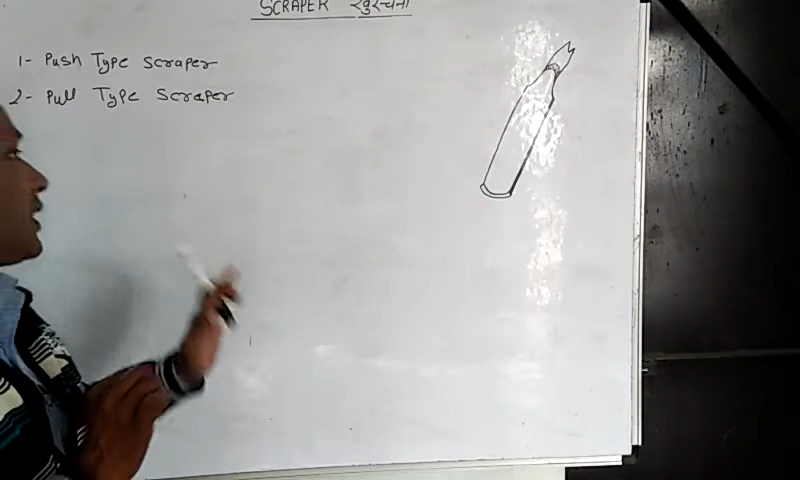 SCRAPER खुरचना
1- Push Type Scraper
2- Pull Type Scraper